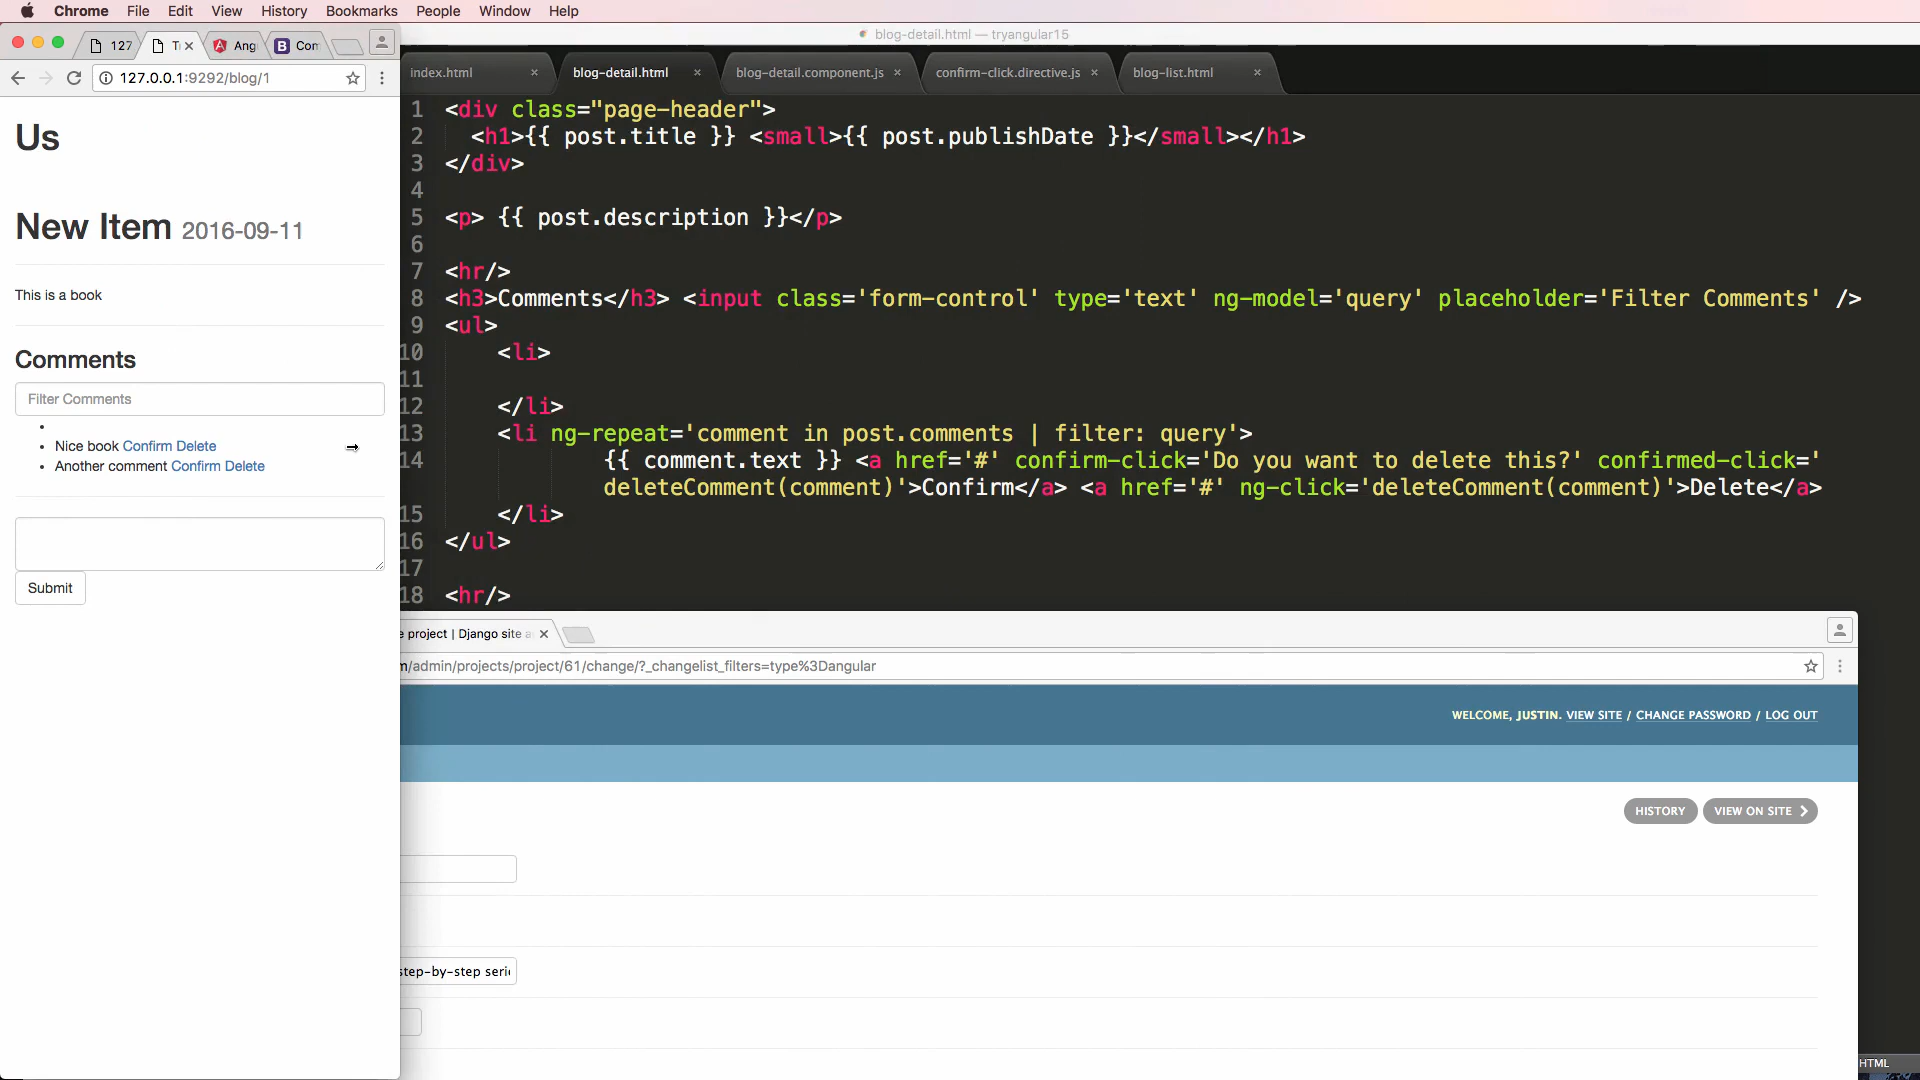 Chrome File Edit View History Bookmarks People Window Help
127
Ang
Com
127.0.0.1:9292/blog/1
Us
New Item 2016-09-11
This is a book
Comments
Filter Comments
Nice book Confirm Delete
Another comment Confirm Delete
Submit
blog-detail.html — tryangular15
index.html
blog-detail.html
blog-detail.component.js
confirm-click.directive.js
blog-list.html
1 <div class="page-header">
2 <h1>{{ post.title }} <small>{{ post.publishDate }}</small></h1>
3 </div>
4
5 <p> {{ post.description }}</p>
6
7 <hr/>
8 <h3>Comments</h3> <input class='form-control' type='text' ng-model='query' placeholder='Filter Comments' />
9 <ul>
10 <li>
11
12 </li>
13 <li ng-repeat='comment in post.comments | filter: query'>
14 {{ comment.text }} <a href='#' confirm-click='Do you want to delete this?' confirmed-click='
deleteComment(comment)'>Confirm</a> <a href='#' ng-click='deleteComment(comment)'>Delete</a>
15 </li>
16 </ul>
17
18 <hr/>
e project | Django site a
m/admin/projects/project/61/change/?_changelist_filters=type%3Dangular
WELCOME, JUSTIN. VIEW SITE / CHANGE PASSWORD / LOG OUT
HISTORY
VIEW ON SITE
step-by-step serie
HTML